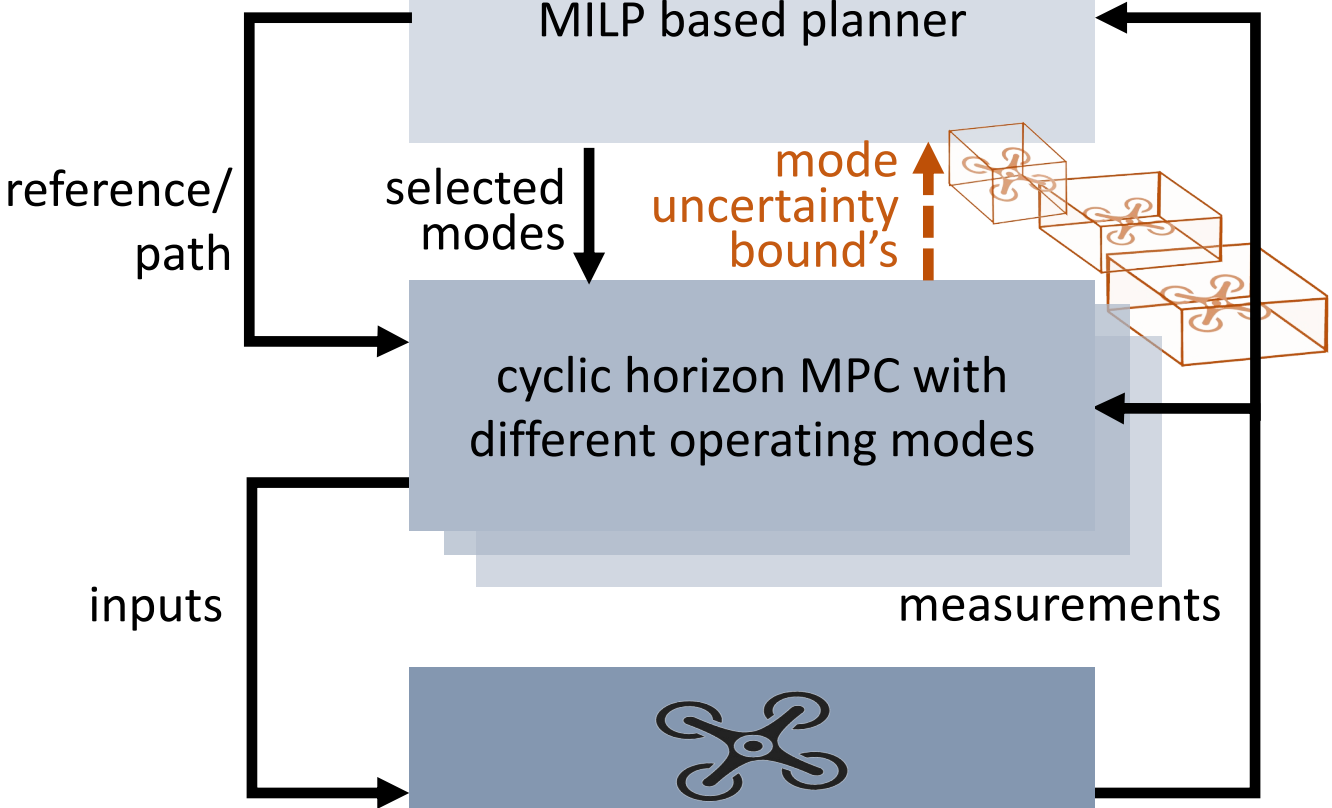 MILP based planner
reference/
path
selected
modes
mode
uncertainty
bound's
cyclic horizon MPC with
different operating modes
inputs
measurements